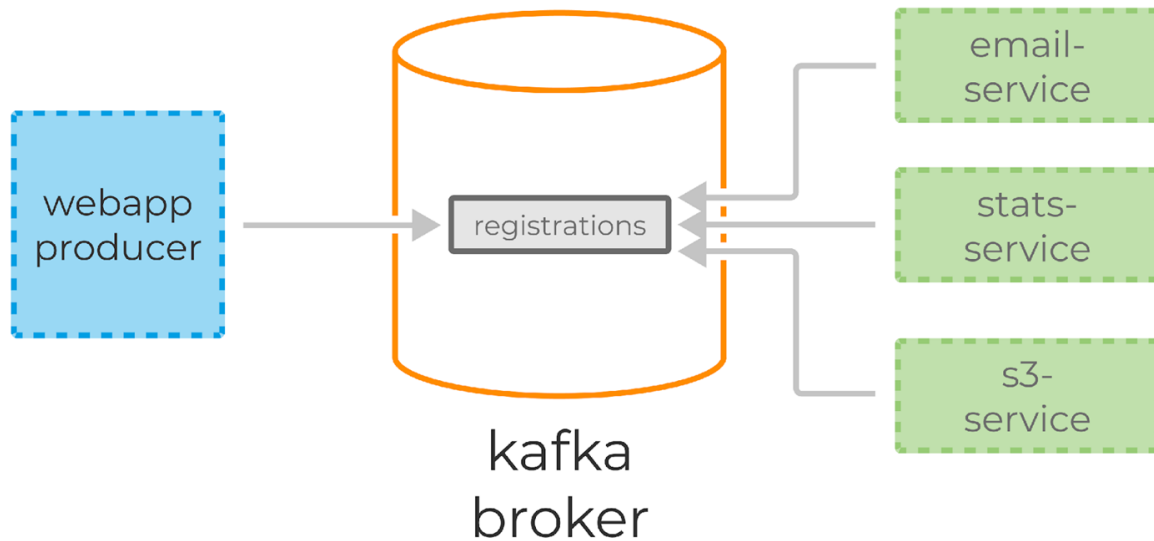 webapp
producer
registrations
kafka
broker
email-
service
stats-
service
s3-
service